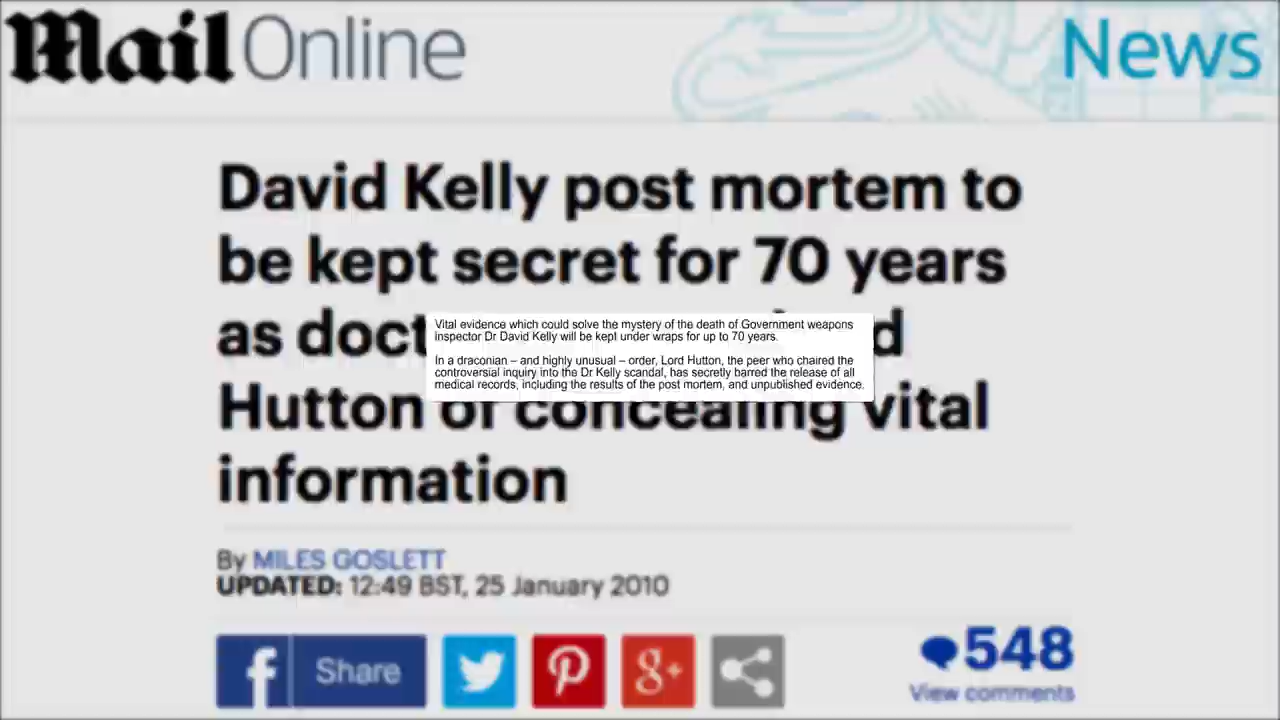 Mail Online
News
David Kelly post mortem to
be kept secret for 70 years
as
Hutton of concealing vital
information
Vital evidence which could solve the mystery of the death of Government weapons
inspector Dr David Kelly will be kept under wraps for up to 70 years.
In a draconian – and highly unusual – order, Lord Hutton, the peer who chaired the
controversial inquiry into the Dr Kelly scandal, has secretly barred the release of all
medical records, including the results of the post mortem, and unpublished evidence.
By MILES GOSLETT
UPDATED: 12:49 BST, 25 January 2010
f Share
8+
548
View comments